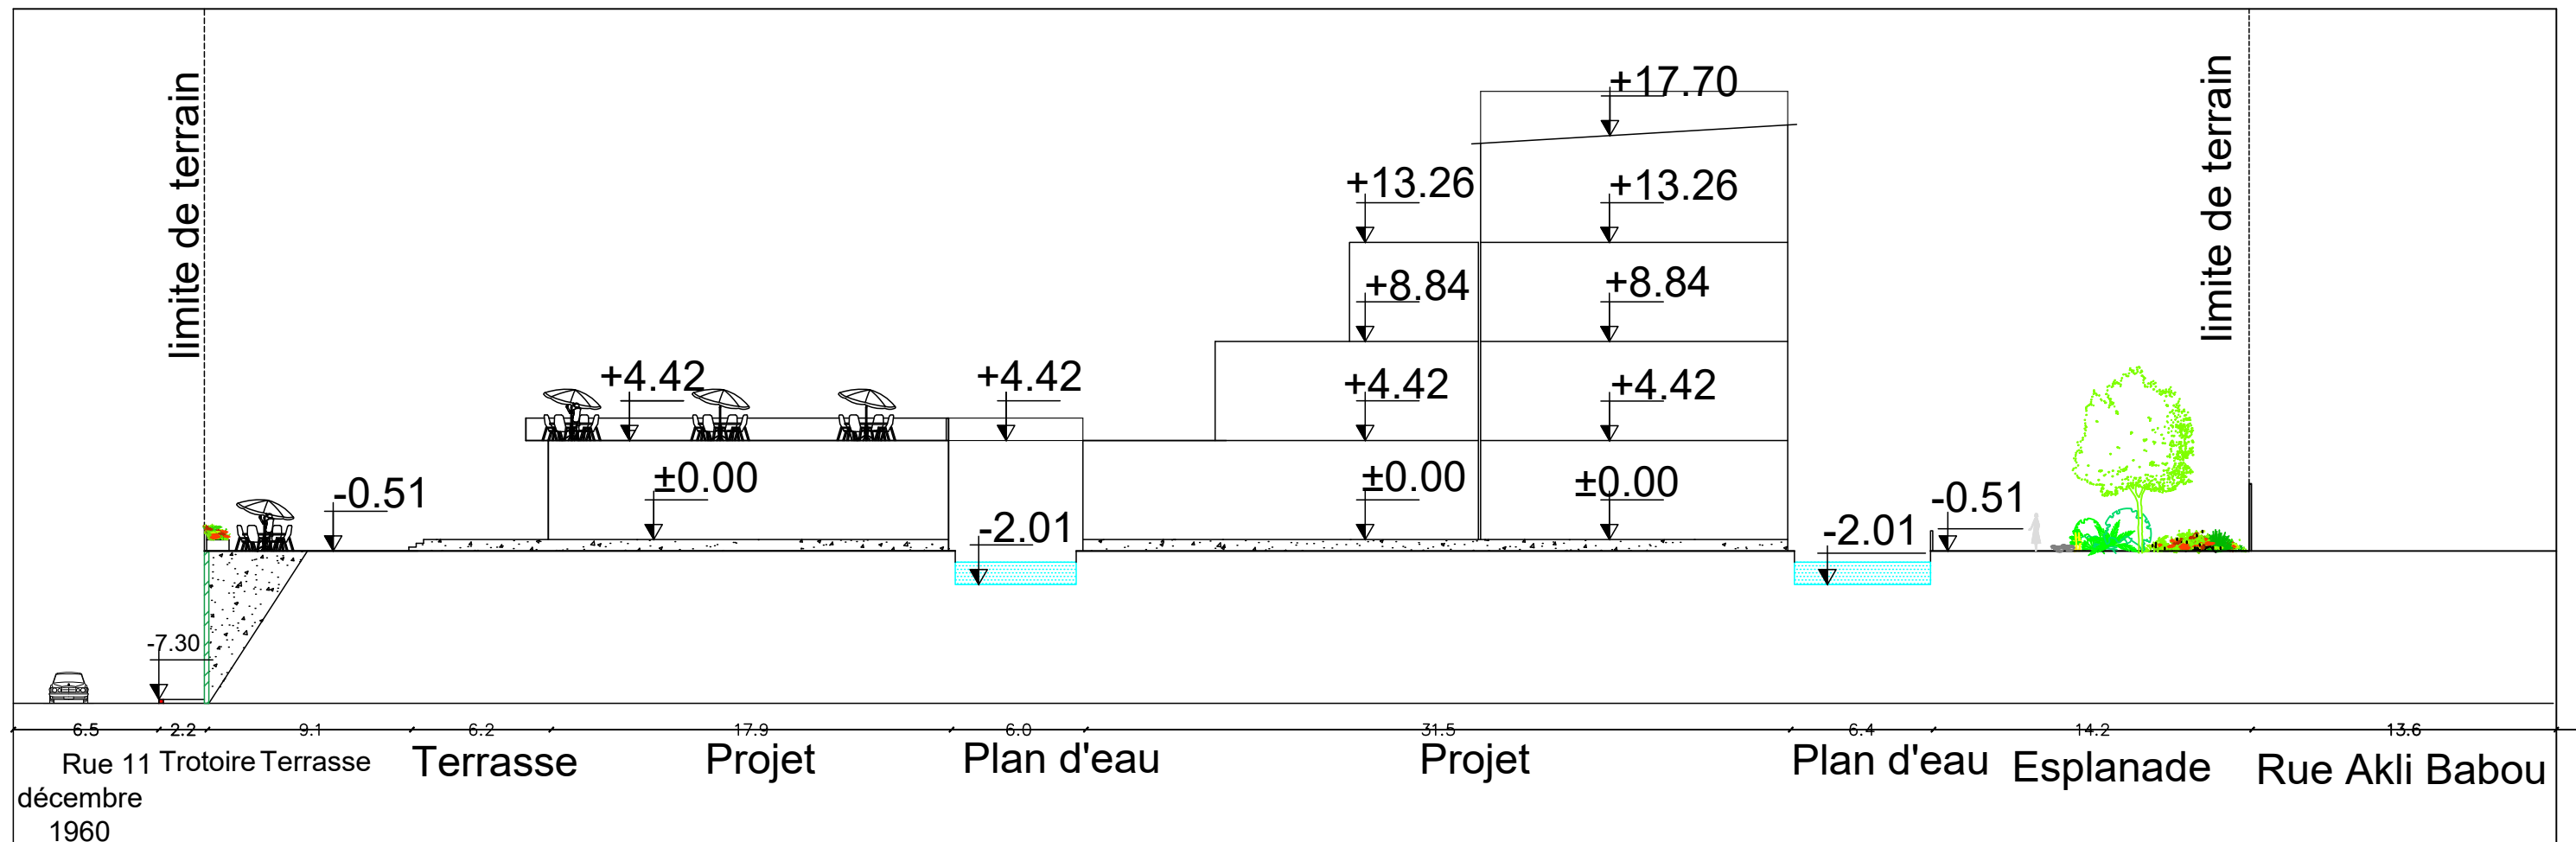 limite de terrain
limite de terrain
+17.70
+13.26
+13.26
+8.84
+8.84
+4.42
+4.42
+4.42
+4.42
±0.00
±0.00
±0.00
-0.51
-0.51
-2.01
-2.01
-7.30
6.5
2.2
9.1
6.2
17.9
6.0
31.5
6.4
14.2
13.6
Rue 11
décembre
1960
Trotoire
Terrasse
Terrasse
Projet
Plan d'eau
Projet
Plan d'eau
Esplanade
Rue Akli Babou